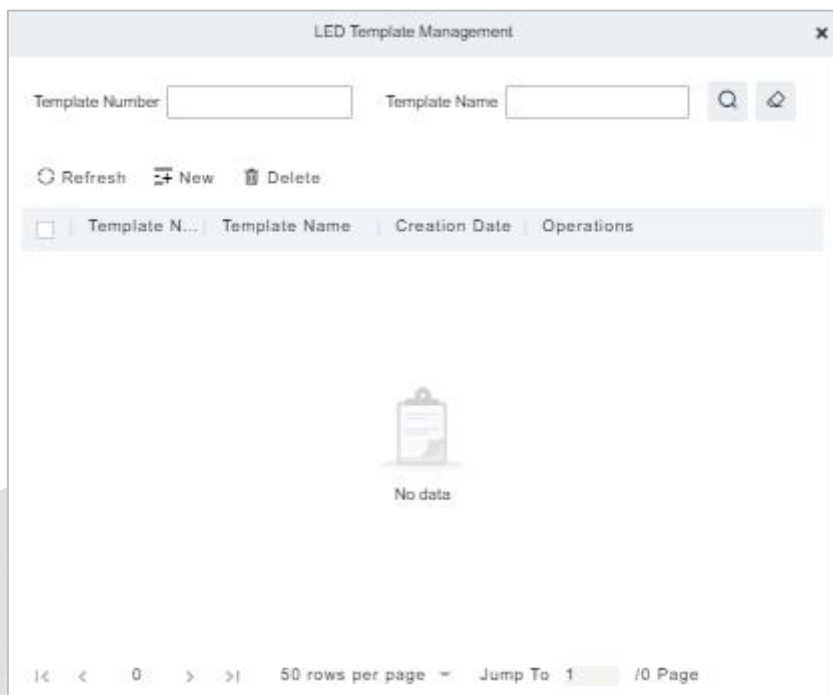 LED Template Management
Template Number Template Name
Refresh New Delete
Template N... Template Name Creation Date Operations
No data
0 50 rows per page Jump To 1 /0 Page